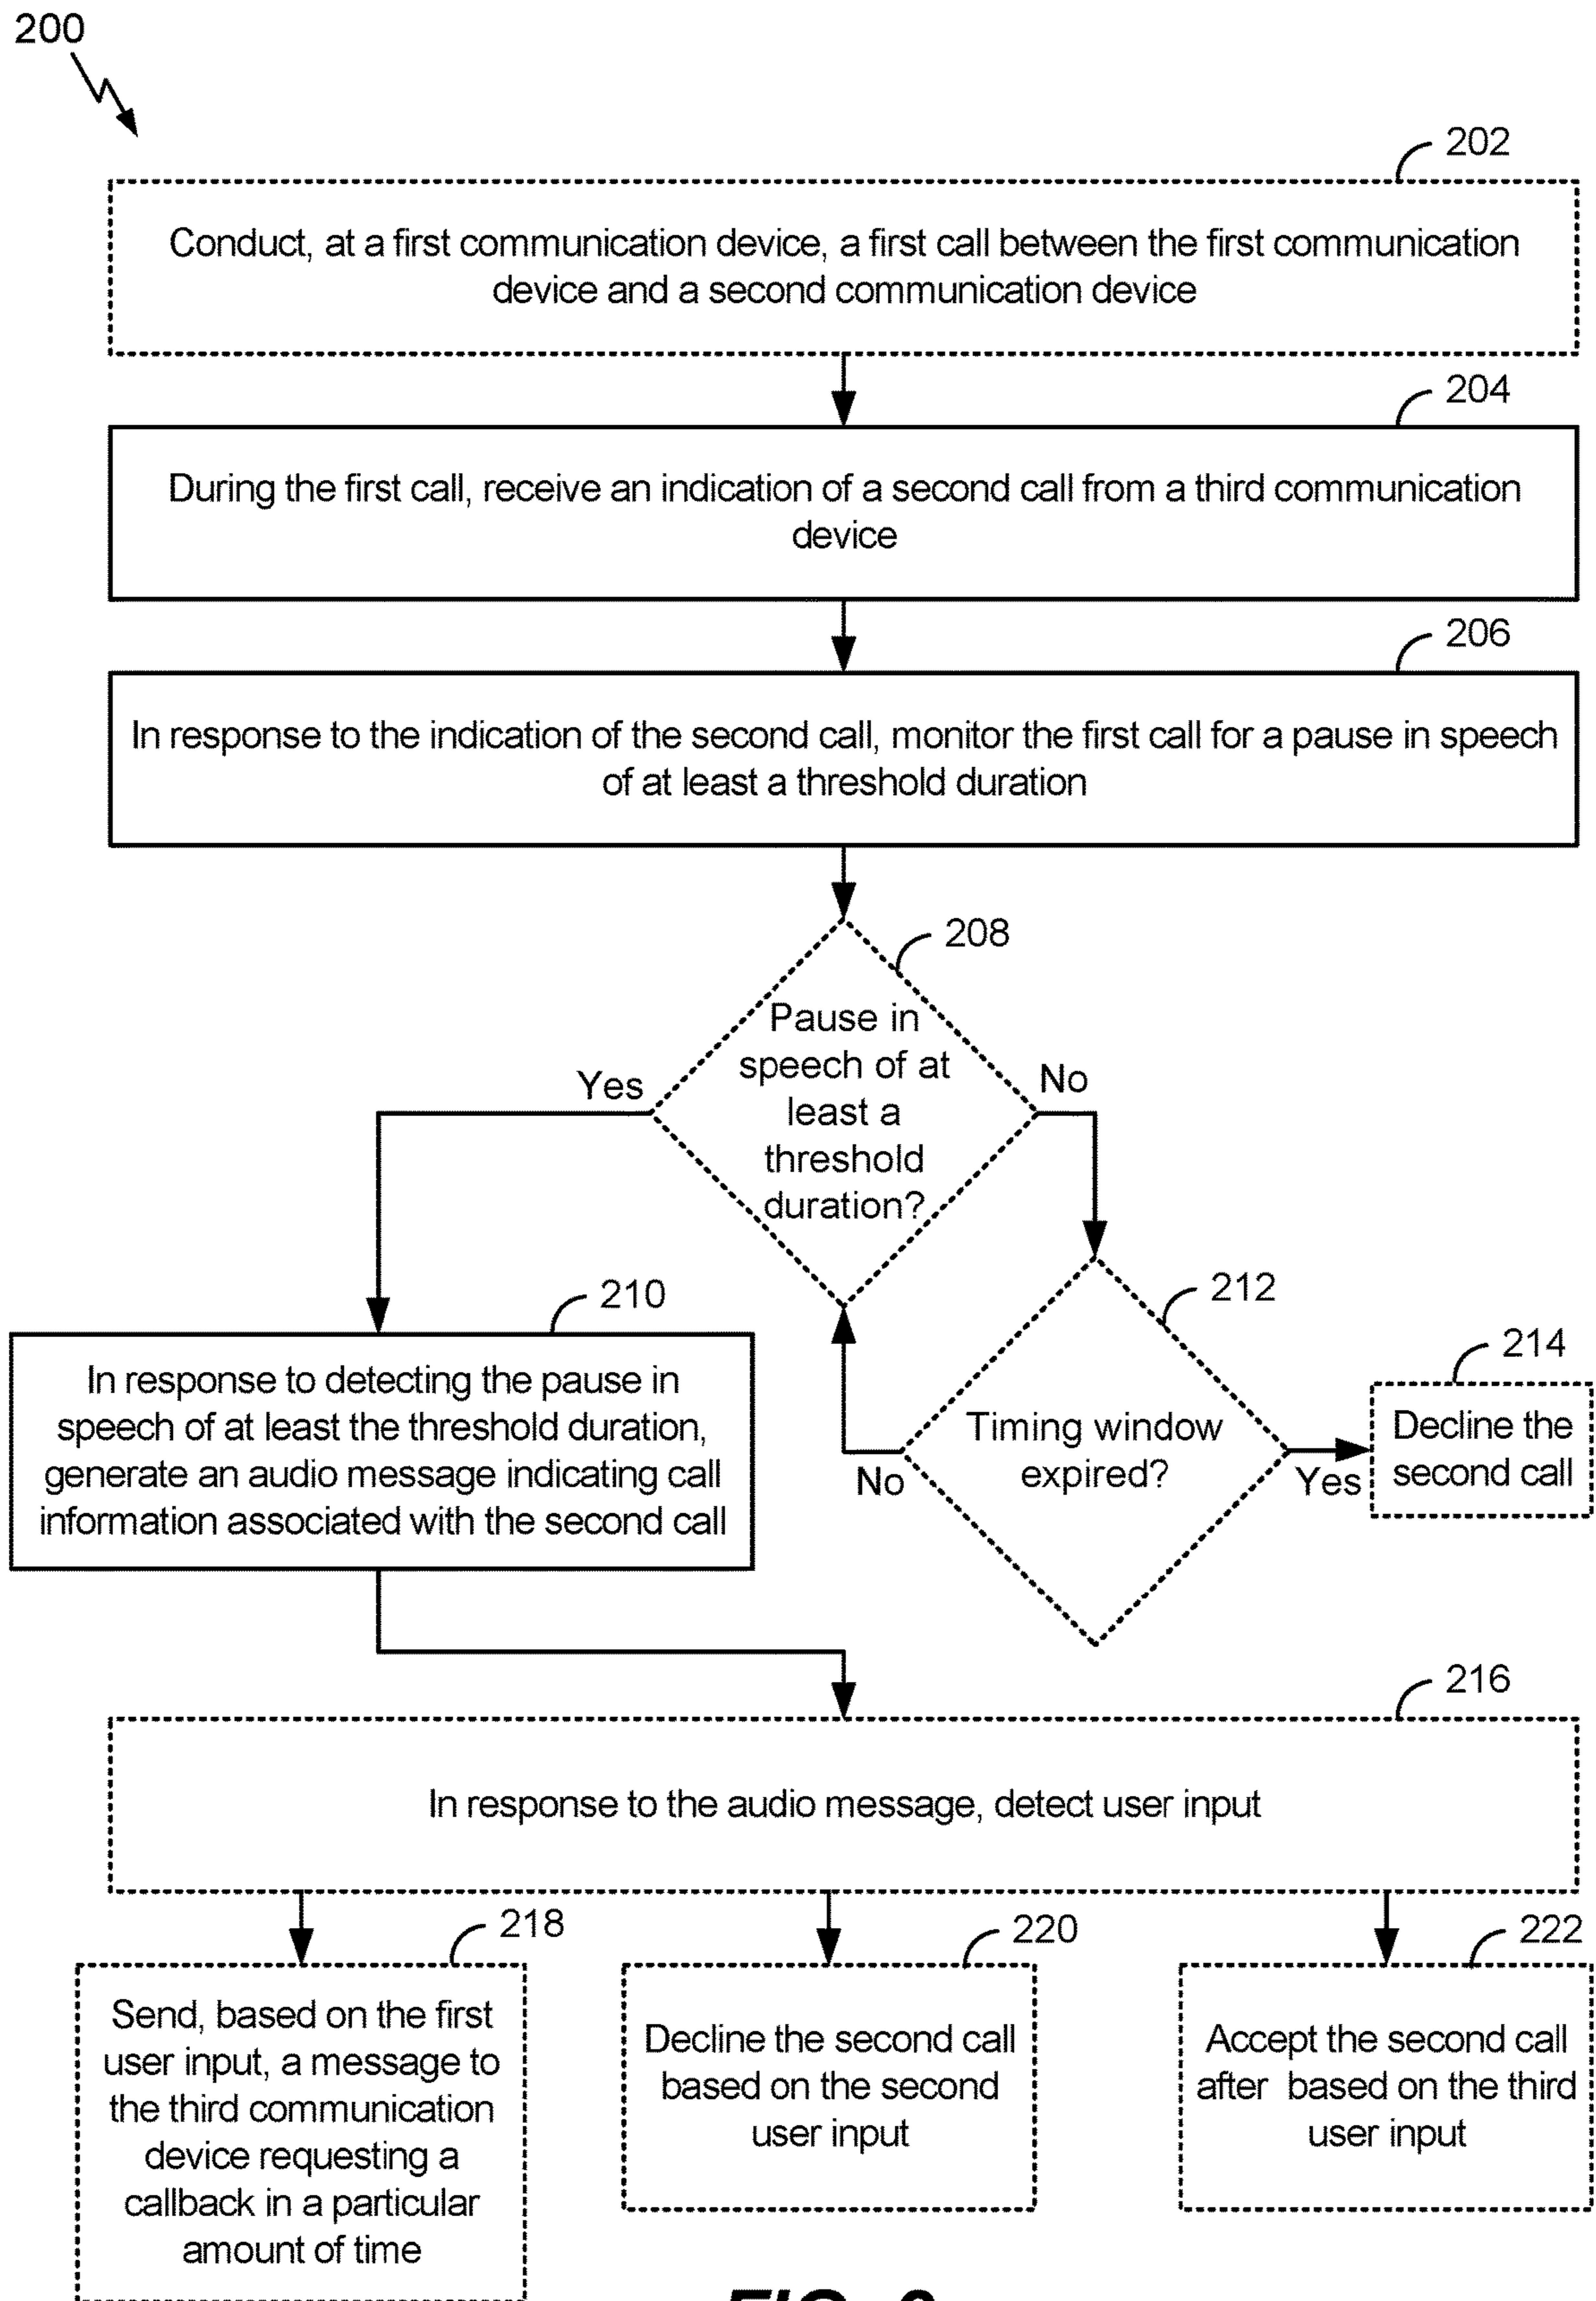 200
202
Conduct, at a first communication device, a first call between the first communication
device and a second communication device
204
During the first call, receive an indication of a second call from a third communication
device
206
In response to the indication of the second call, monitor the first call for a pause in speech
of at least a threshold duration
208
Pause in
speech of at
least a
threshold
duration?
Yes
No
210
In response to detecting the pause in
speech of at least the threshold duration,
generate an audio message indicating call
information associated with the second call
212
Timing window
expired?
No
Yes
214
Decline the
second call
216
In response to the audio message, detect user input
218
Send, based on the first
user input, a message to
the third communication
device requesting a
callback in a particular
amount of time
220
Decline the second call
based on the second
user input
222
Accept the second call
after based on the third
user input